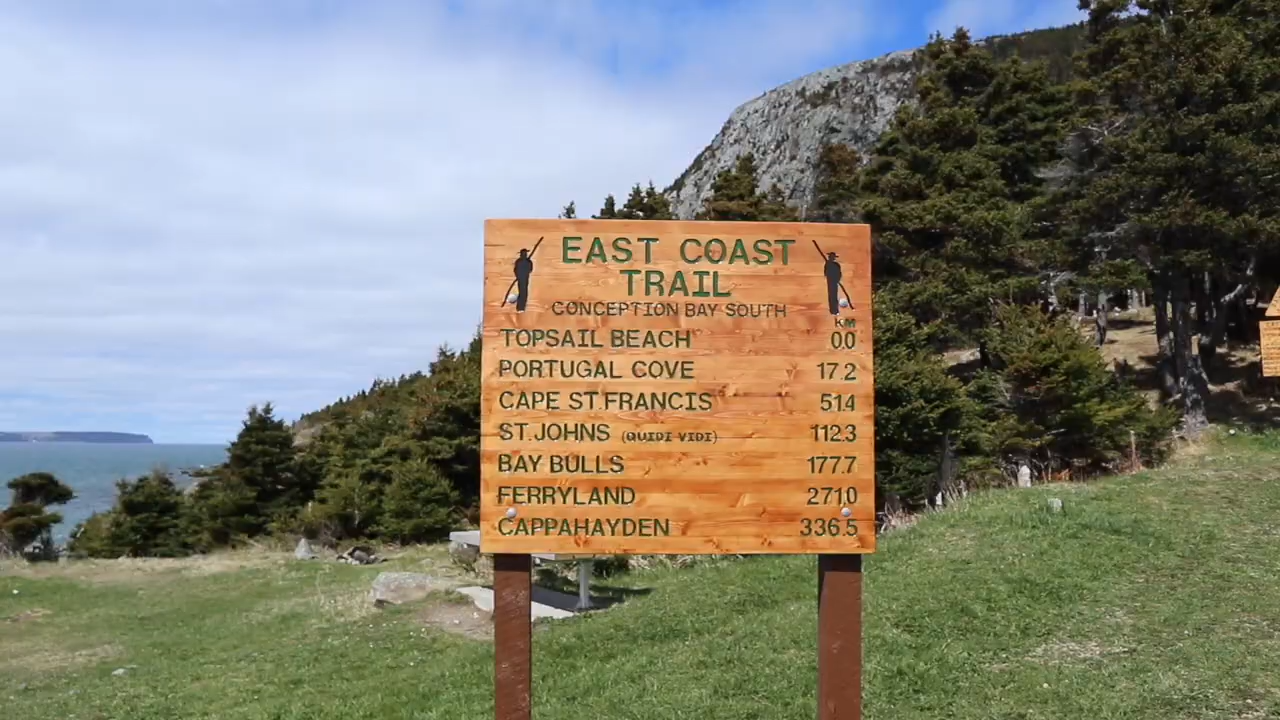 EAST COAST
TRAIL
CONCEPTION BAY SOUTH
KM
TOPSAIL BEACH 0.0
PORTUGAL COVE 17.2
CAPE ST.FRANCIS 51.4
ST.JOHNS (QUIDI VIDI) 112.3
BAY BULLS 177.7
FERRYLAND 271.0
CAPPAHAYDEN 336.5